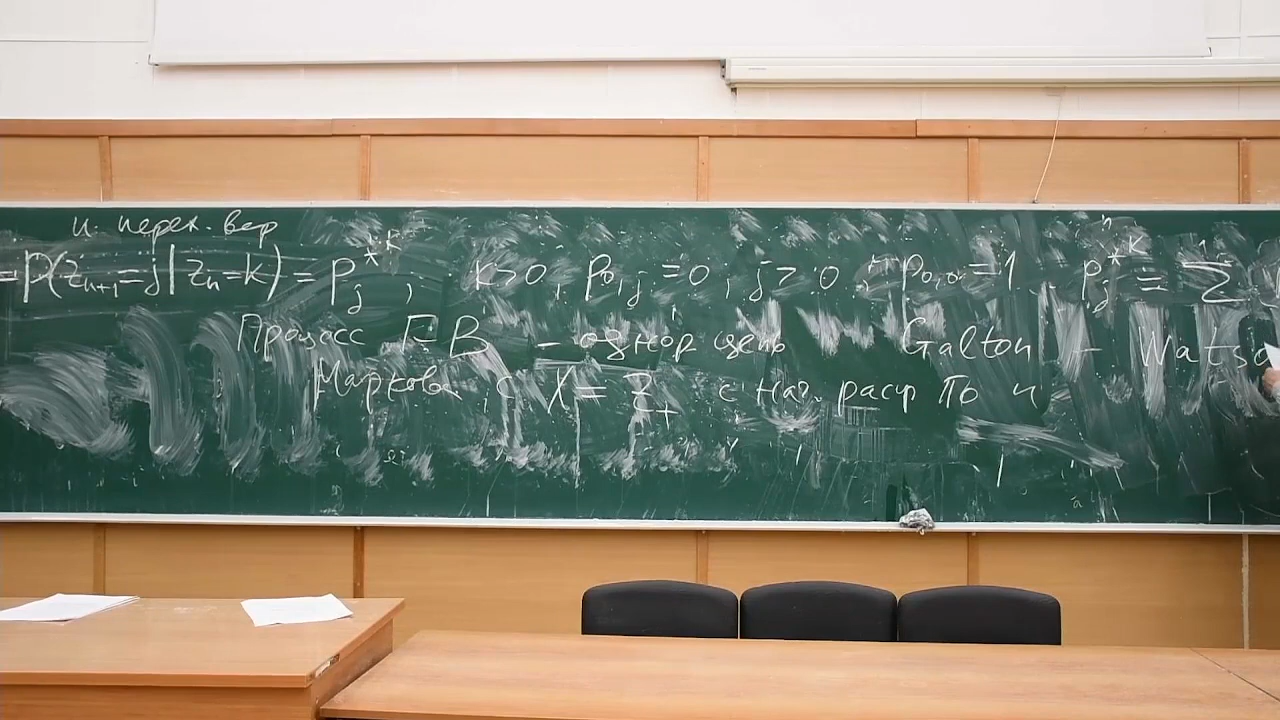 и перех. вер
=P(Z_{n+1}=j | Z_n=k) = p_j^{*k}, k>0, p_{0,j}=0, j>0, p_{0,0}=1 p_j^{*k} = Σ
Процесс Г-В – однор цепь Galton – Watso
Маркова, с X = Z_+ с нач. распр π_0 и